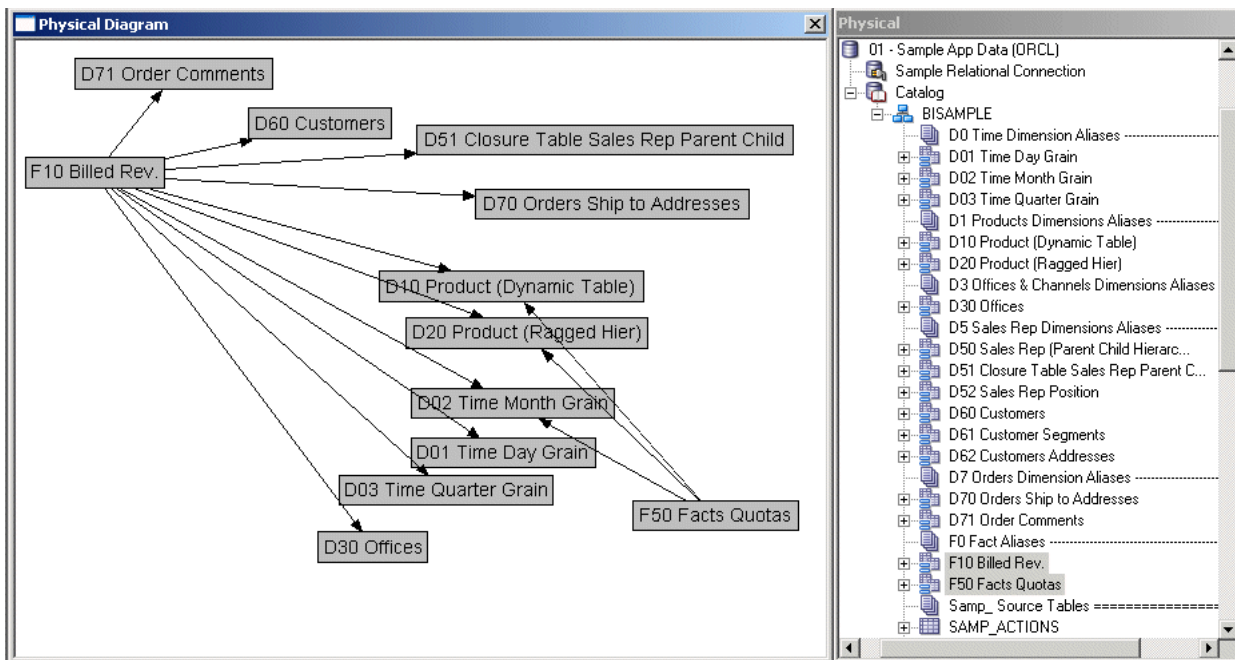 Physical Diagram
D71 Order Comments
D60 Customers
D51 Closure Table Sales Rep Parent Child
F10 Billed Rev.
D70 Orders Ship to Addresses
D10 Product (Dynamic Table)
D20 Product (Ragged Hier)
D02 Time Month Grain
D01 Time Day Grain
D03 Time Quarter Grain
F50 Facts Quotas
D30 Offices
Physical
01 - Sample App Data (ORCL)
Sample Relational Connection
Catalog
BISAMPLE
D0 Time Dimension Aliases ---------------
D01 Time Day Grain
D02 Time Month Grain
D03 Time Quarter Grain
D1 Products Dimensions Aliases ----------
D10 Product (Dynamic Table)
D20 Product (Ragged Hier)
D3 Offices & Channels Dimensions Aliases
D30 Offices
D5 Sales Rep Dimensions Aliases ---------
D50 Sales Rep (Parent Child Hierarc...
D51 Closure Table Sales Rep Parent C...
D52 Sales Rep Position
D60 Customers
D61 Customer Segments
D62 Customers Addresses
D7 Orders Dimension Aliases -------------
D70 Orders Ship to Addresses
D71 Order Comments
F0 Fact Aliases -------------------------
F10 Billed Rev.
F50 Facts Quotas
Samp_ Source Tables ================
SAMP_ACTIONS